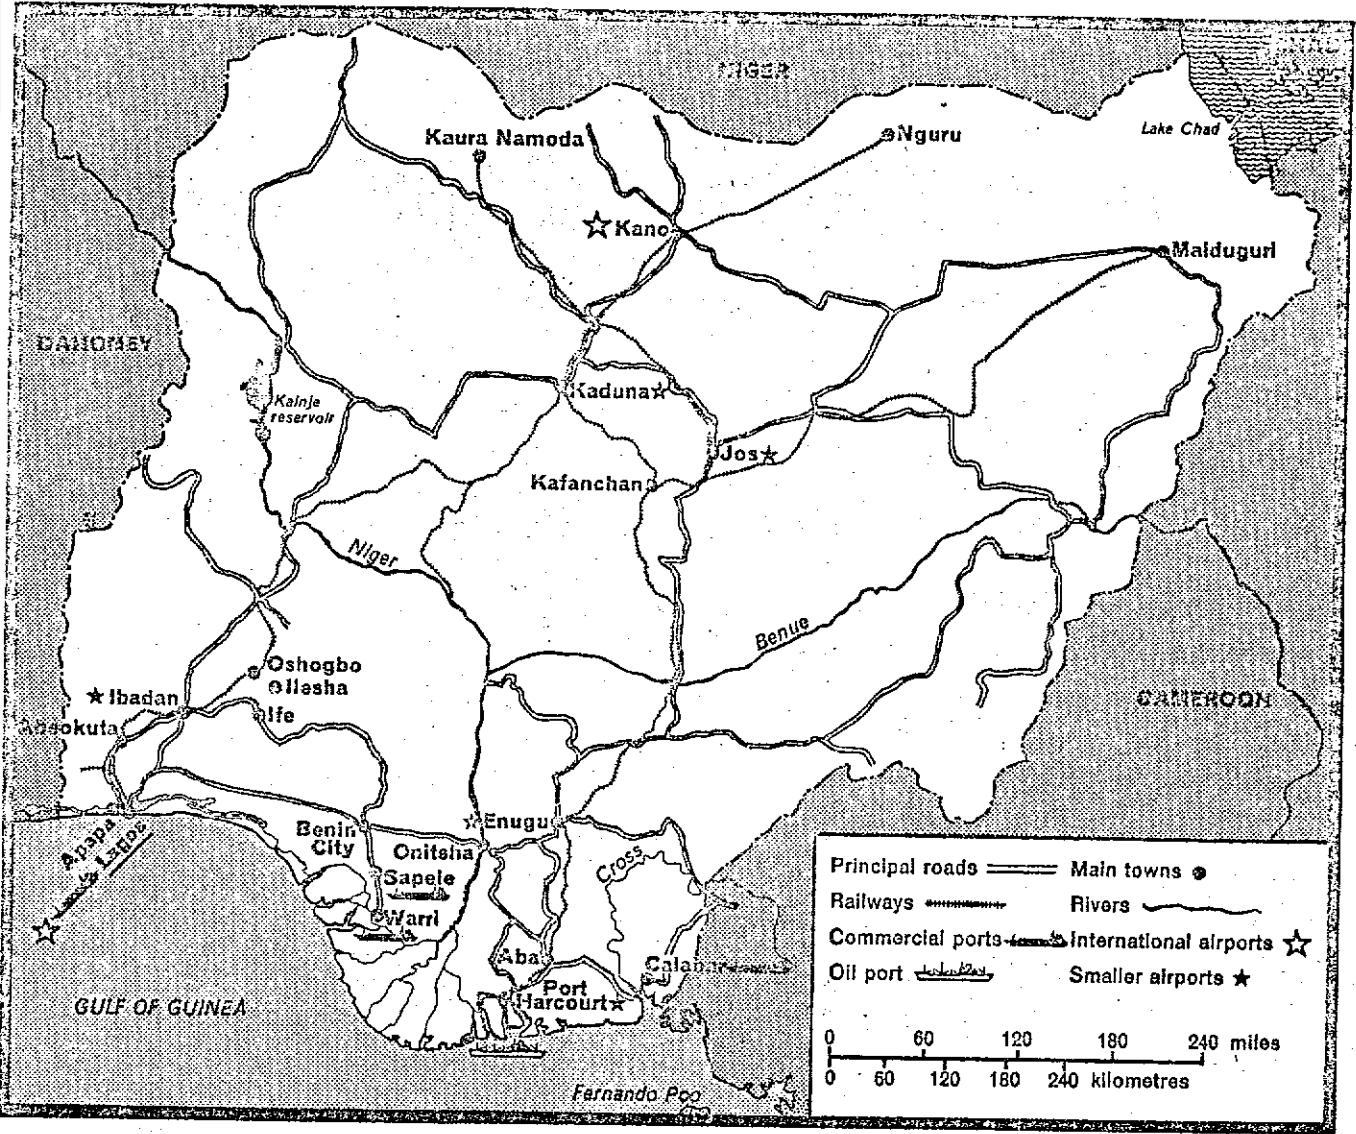 NIGER
Lake Chad
Kaura Namoda
Nguru
Kano
Maiduguri
DAHOMEY
Kainje
reservoir
Kaduna
Jos
Kafanchan
Niger
Benue
Oshogbo
Ilesha
Ibadan
Ife
Abeokuta
CAMEROON
Apapa
Lagos
Benin
City
Enugu
Onitsha
Cross
Sapele
Warri
Aba
Calabar
Port
Harcourt
GULF OF GUINEA
Fernando Poo
Principal roads
Main towns
Railways
Rivers
Commercial ports
International airports
Oil port
Smaller airports
0 60 120 180 240 miles
0 60 120 180 240 kilometres